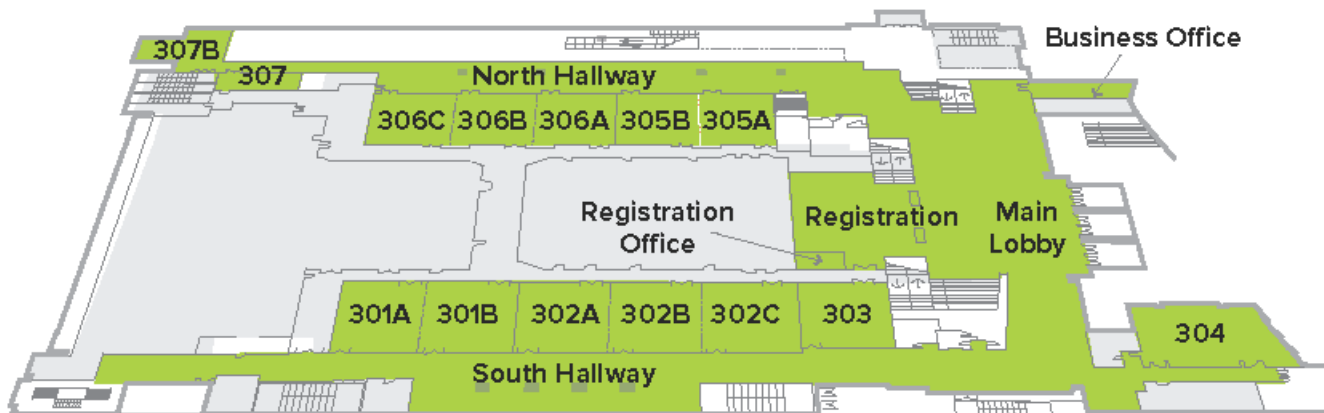 307B
Business Office
307
North Hallway
306C
306B
306A
305B
305A
Registration
Office
Registration
Main
Lobby
301A
301B
302A
302B
302C
303
304
South Hallway